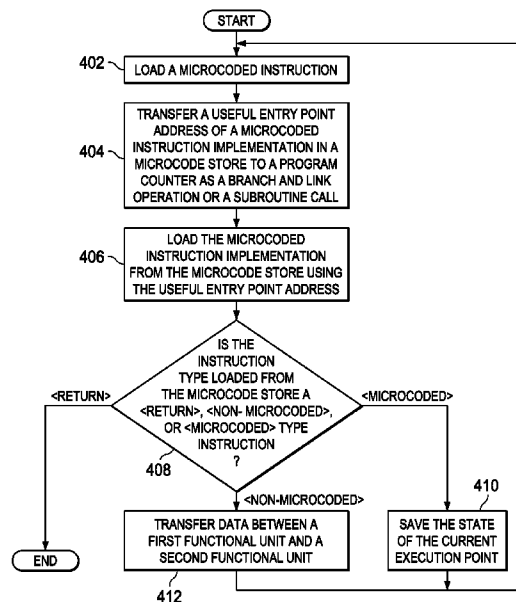 START
402
LOAD A MICROCODED INSTRUCTION
404
TRANSFER A USEFUL ENTRY POINT
ADDRESS OF A MICROCODED
INSTRUCTION IMPLEMENTATION IN A
MICROCODE STORE TO A PROGRAM
COUNTER AS A BRANCH AND LINK
OPERATION OR A SUBROUTINE CALL
406
LOAD THE MICROCODED
INSTRUCTION IMPLEMENTATION
FROM THE MICROCODE STORE USING
THE USEFUL ENTRY POINT ADDRESS
IS THE
INSTRUCTION
TYPE LOADED FROM
THE MICROCODE STORE A
<RETURN>, <NON- MICROCODED>,
OR <MICROCODED> TYPE
INSTRUCTION
?
408
<RETURN>
<MICROCODED>
<NON-MICROCODED>
410
END
TRANSFER DATA BETWEEN A
FIRST FUNCTIONAL UNIT AND A
SECOND FUNCTIONAL UNIT
412
SAVE THE STATE
OF THE CURRENT
EXECUTION POINT